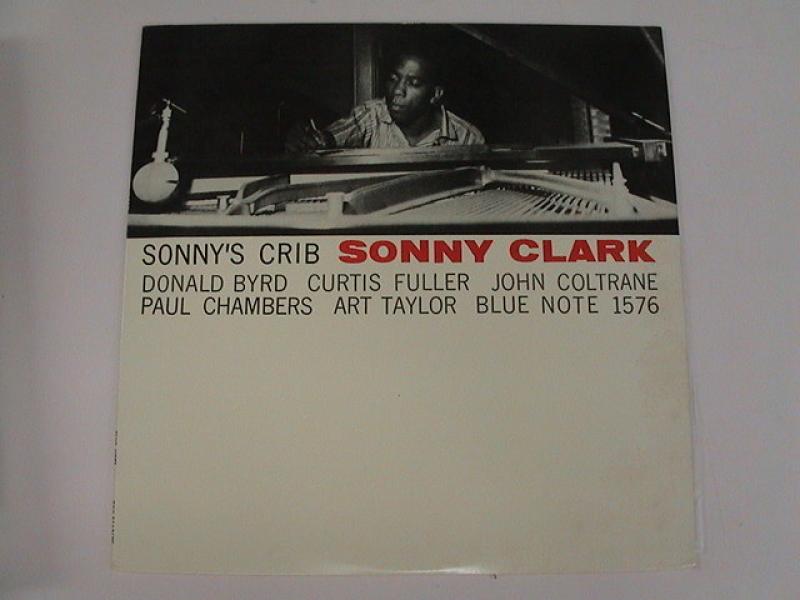 SONNY'S CRIB SONNY CLARK
DONALD BYRD CURTIS FULLER JOHN COLTRANE
PAUL CHAMBERS ART TAYLOR BLUE NOTE 1576